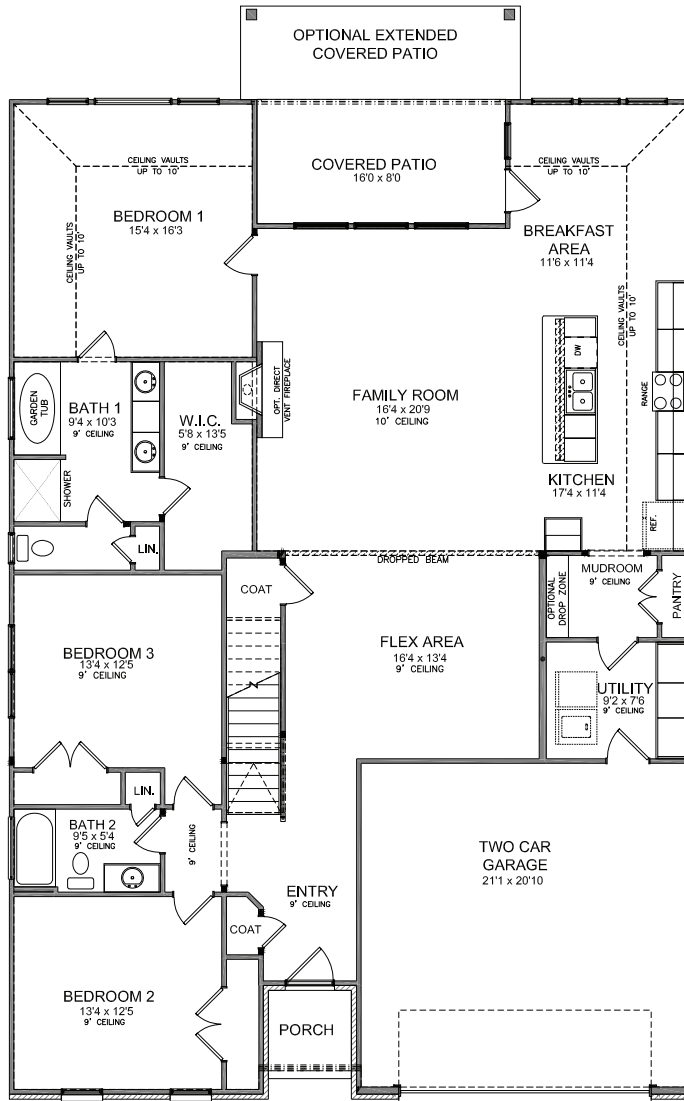 OPTIONAL EXTENDED
COVERED PATIO
COVERED PATIO
16'0 x 8'0
CEILING VAULTS
UP TO 10'
CEILING VAULTS
UP TO 10'
BEDROOM 1
15'4 x 16'3
CEILING VAULTS
UP TO 10'
BREAKFAST
AREA
11'6 x 11'4
CEILING VAULTS
UP TO 10'
GARDEN
TUB
BATH 1
9'4 x 10'3
9' CEILING
W.I.C.
5'8 x 13'5
9' CEILING
OPT. DIRECT
VENT FIREPLACE
FAMILY ROOM
16'4 x 20'9
10' CEILING
DW
RANGE
SHOWER
KITCHEN
17'4 x 11'4
REF.
LIN.
DROPPED BEAM
MUDROOM
9' CEILING
COAT
OPTIONAL
DROP ZONE
PANTRY
BEDROOM 3
13'4 x 12'5
9' CEILING
FLEX AREA
16'4 x 13'4
9' CEILING
UTILITY
9'2 x 7'6
9' CEILING
LIN.
BATH 2
9'5 x 5'4
9' CEILING
9' CEILING
TWO CAR
GARAGE
21'1 x 20'10
ENTRY
9' CEILING
COAT
BEDROOM 2
13'4 x 12'5
9' CEILING
PORCH